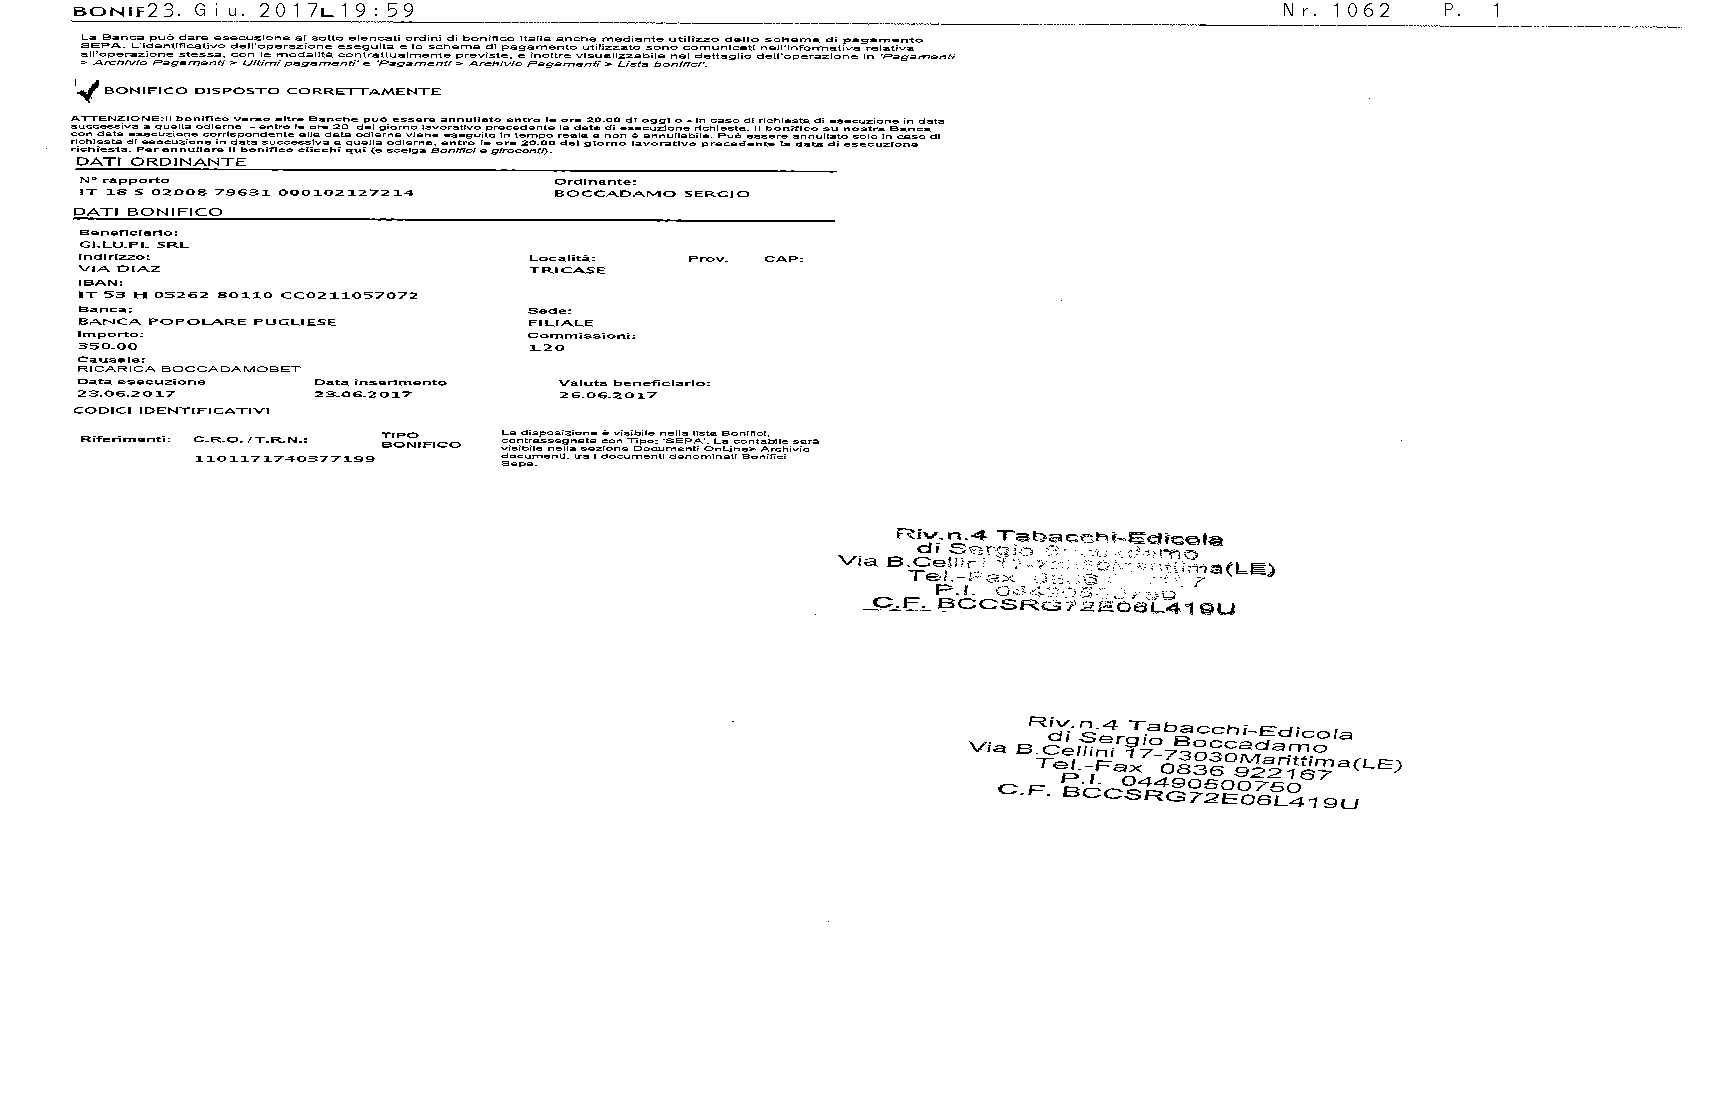 BONIF23. Giu. 2017L19:59 Nr. 1062 P. 1
La Banca può dare esecuzione ai sotto elencati ordini di bonifico Italia anche mediante utilizzo dello schema di pagamento
SEPA. L'identificativo dell'operazione eseguita e lo schema di pagamento utilizzato sono comunicati nell'informativa relativa
all'operazione stessa, con le modalità contrattualmente previste, e inoltre visualizzabile nel dettaglio dell'operazione in 'Pagamenti
> Archivio Pagamenti > Ultimi pagamenti' e 'Pagamenti > Archivio Pagamenti > Lista bonifici'.
BONIFICO DISPOSTO CORRETTAMENTE
ATTENZIONE:Il bonifico verso altre Banche può essere annullato entro le ore 20.00 di oggi o - in caso di richiesta di esecuzione in data
successiva a quella odierna - entro le ore 20 del giorno lavorativo precedente la data di esecuzione richiesta. Il bonifico su nostra Banca
con data esecuzione corrispondente alla data odierna viene eseguito in tempo reale e non è annullabile. Può essere annullato solo in caso di
richiesta di esecuzione in data successiva a quella odierna, entro le ore 20.00 del giorno lavorativo precedente la data di esecuzione
richiesta. Per annullare il bonifico clicchi qui (e scelga Bonifici e giroconti).
DATI ORDINANTE
N° rapporto Ordinante:
IT 18 S 02008 79631 000102127214 BOCCADAMO SERGIO
DATI BONIFICO
Beneficiario:
GI.LU.PI. SRL
Indirizzo: Località: Prov. CAP:
VIA DIAZ TRICASE
IBAN:
IT 53 H 05262 80110 CC0211057072
Banca: Sede:
BANCA POPOLARE PUGLIESE FILIALE
Importo: Commissioni:
350.00 1.20
Causale:
RICARICA BOCCADAMOBET
Data esecuzione Data inserimento Valuta beneficiario:
23.06.2017 23.06.2017 26.06.2017
CODICI IDENTIFICATIVI
Riferimenti: C.R.O./T.R.N.: TIPO BONIFICO
1101171740377199
La disposizione è visibile nella lista Bonifici,
contrassegnata con Tipo: 'SEPA'. La contabile sarà
visibile nella sezione Documenti OnLine> Archivio
documenti, tra i documenti denominati Bonifici
Sepa.
Riv.n.4 Tabacchi-Edicola
di Sergio Boccadamo
Via B.Cellini 17-73030Marittima(LE)
Tel.-Fax 0836
P.I.
C.F. BCCSRG72E06L419U
Riv.n.4 Tabacchi-Edicola
di Sergio Boccadamo
Via B.Cellini 17-73030Marittima(LE)
Tel.-Fax 0836 922167
P.I. 04490500750
C.F. BCCSRG72E06L419U